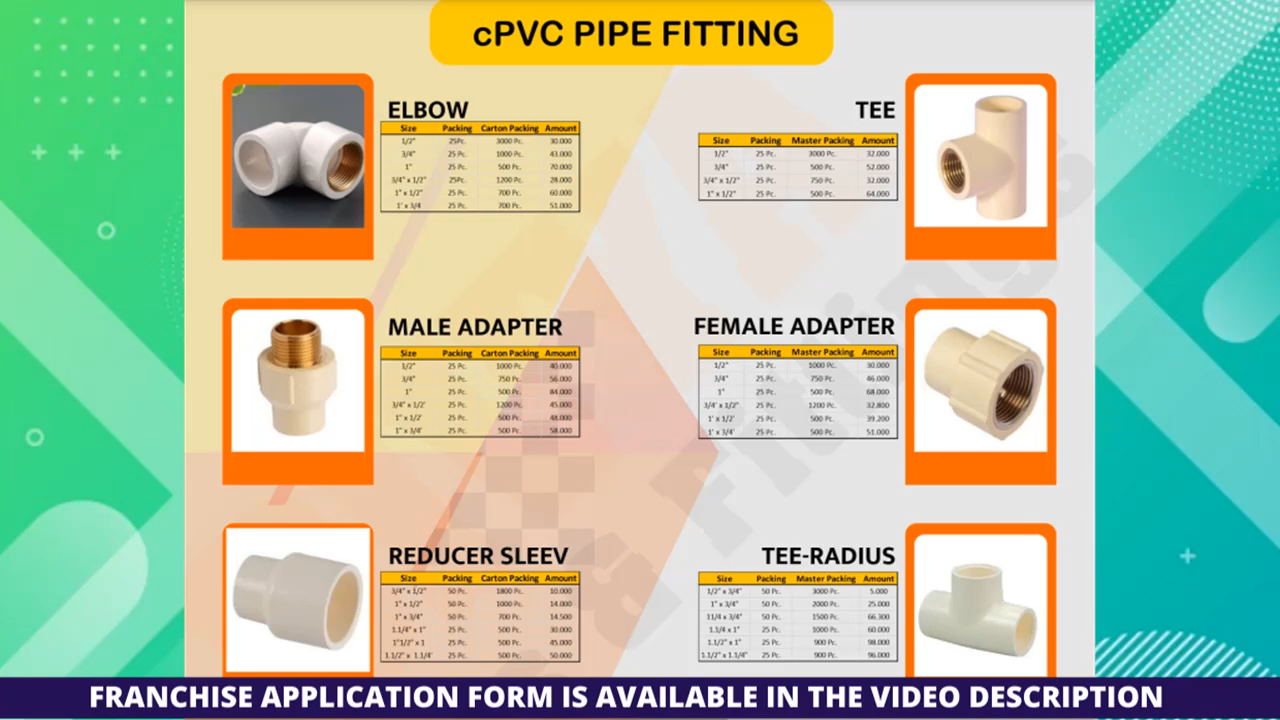 cPVC PIPE FITTING
ELBOW
Size Packing Carton Packing Amount
1/2" 25Pc. 3000 Pc. 30.000
3/4" 25 Pc. 1000 Pc. 43.000
1" 25 Pc. 500 Pc. 70.000
3/4" x 1/2" 25Pc. 1200 Pc. 28.000
1" x 1/2" 25 Pc. 700 Pc. 60.000
1' x 3/4 25 Pc. 700 Pc. 51.000
TEE
Size Packing Master Packing Amount
1/2" 25 Pc. 3000 Pc. 32.000
3/4" 25 Pc. 500 Pc. 52.000
3/4" x 1/2" 25 Pc. 750 Pc. 32.000
1" x 1/2" 25 Pc. 500 Pc. 64.000
MALE ADAPTER
Size Packing Carton Packing Amount
1/2" 25 Pc. 1000 Pc. 40.000
3/4" 25 Pc. 750 Pc. 56.000
1" 25 Pc. 500 Pc. 84.000
3/4" x 1/2' 25 Pc. 1200 Pc. 45.000
1" x 1/2' 25 Pc. 500 Pc. 48.000
1" x 3/4' 25 Pc. 500 Pc. 58.000
FEMALE ADAPTER
Size Packing Master Packing Amount
1/2" 25 Pc. 1000 Pc. 30.000
3/4" 25 Pc. 750 Pc. 46.000
1" 25 Pc. 500 Pc. 68.000
3/4' x 1/2" 25 Pc. 1200 Pc. 32.800
1' x 1/2' 25 Pc. 500 Pc. 39.200
1" x 3/4' 25 Pc. 500 Pc. 51.000
REDUCER SLEEV
Size Packing Carton Packing Amount
3/4" x 1/2" 50 Pc. 1800 Pc. 10.000
1" x 1/2" 50 Pc. 1000 Pc. 14.000
1" x 3/4" 50 Pc. 700 Pc. 14.500
1.1/4" x 1" 25 Pc. 500 Pc. 30.000
1"1/2" x 1 25 Pc. 500 Pc. 45.000
1.1/2" x 1.1/4' 25 Pc. 500 Pc. 50.000
TEE-RADIUS
Size Packing Master Packing Amount
1/2" x 3/4" 50 Pc. 3000 Pc. 5.000
1" x 3/4" 50 Pc. 2000 Pc. 25.000
11/4 x 3/4" 50 Pc. 1500 Pc. 66.300
1.1/4 x 1" 25 Pc. 1000 Pc. 60.000
1.1/2" x 1" 25 Pc. 900 Pc. 98.000
1.1/2" x 1.1/4" 25 Pc. 900 Pc. 96.000
& Fittings
FRANCHISE APPLICATION FORM IS AVAILABLE IN THE VIDEO DESCRIPTION